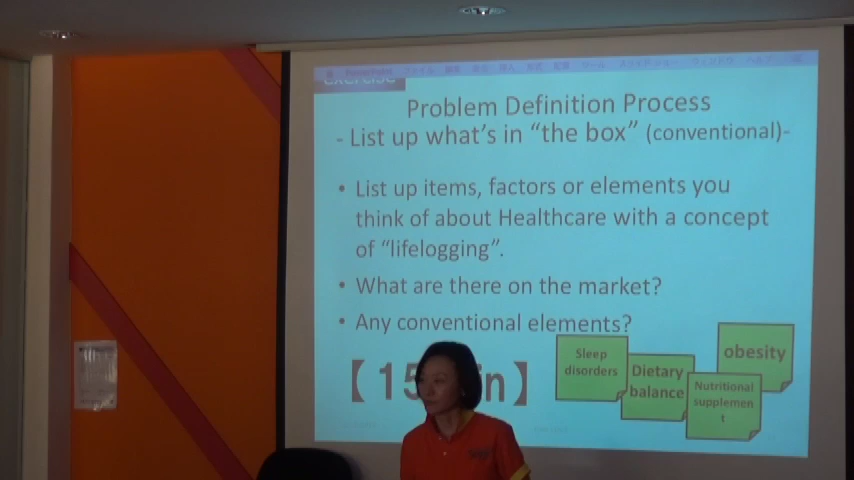 exercise
Problem Definition Process
- List up what's in “the box” (conventional)-
• List up items, factors or elements you
think of about Healthcare with a concept
of “lifelogging”.
• What are there on the market?
• Any conventional elements?
Sleep
disorders
Dietary
balance
Nutritional
supplemen
t
obesity